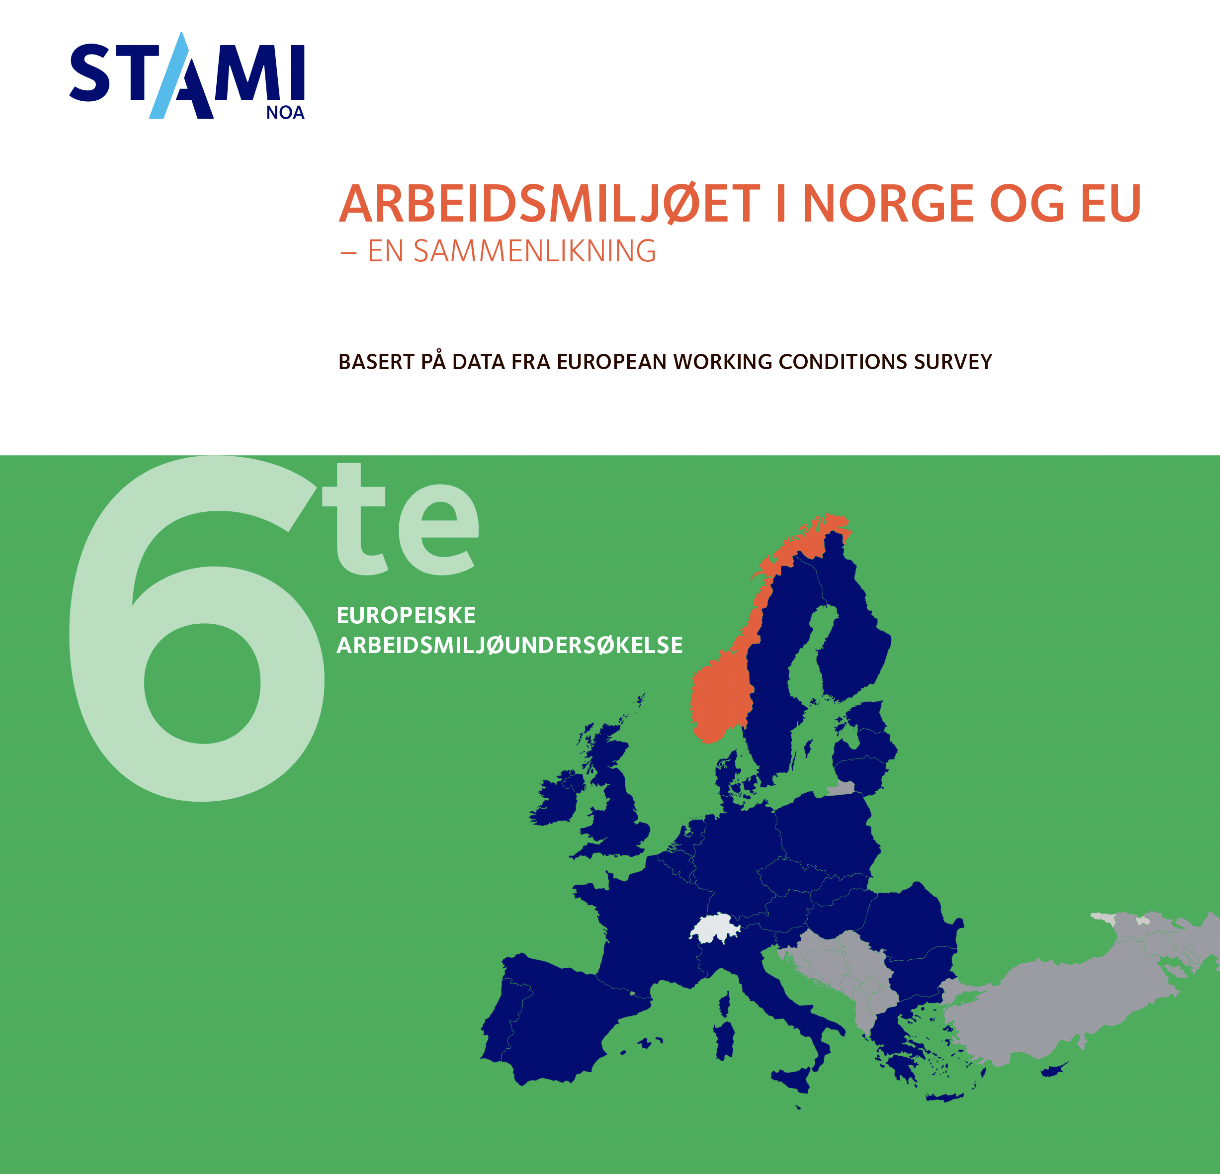 STAMI
NOA
ARBEIDSMILJØET I NORGE OG EU
– EN SAMMENLIKNING
BASERT PÅ DATA FRA EUROPEAN WORKING CONDITIONS SURVEY
6te
EUROPEISKE
ARBEIDSMILJØUNDERSØKELSE